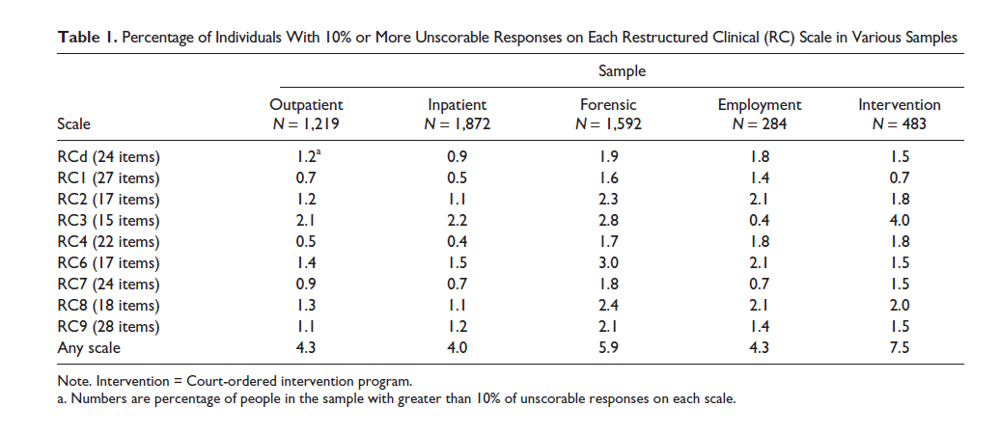 Table 1. Percentage of Individuals With 10% or More Unscorable Responses on Each Restructured Clinical (RC) Scale in Various Samples
Sample
Outpatient Inpatient Forensic Employment Intervention
Scale N = 1,219 N = 1,872 N = 1,592 N = 284 N = 483
RCd (24 items) 1.2a 0.9 1.9 1.8 1.5
RC1 (27 items) 0.7 0.5 1.6 1.4 0.7
RC2 (17 items) 1.2 1.1 2.3 2.1 1.8
RC3 (15 items) 2.1 2.2 2.8 0.4 4.0
RC4 (22 items) 0.5 0.4 1.7 1.8 1.8
RC6 (17 items) 1.4 1.5 3.0 2.1 1.5
RC7 (24 items) 0.9 0.7 1.8 0.7 1.5
RC8 (18 items) 1.3 1.1 2.4 2.1 2.0
RC9 (28 items) 1.1 1.2 2.1 1.4 1.5
Any scale 4.3 4.0 5.9 4.3 7.5
Note. Intervention = Court-ordered intervention program.
a. Numbers are percentage of people in the sample with greater than 10% of unscorable responses on each scale.